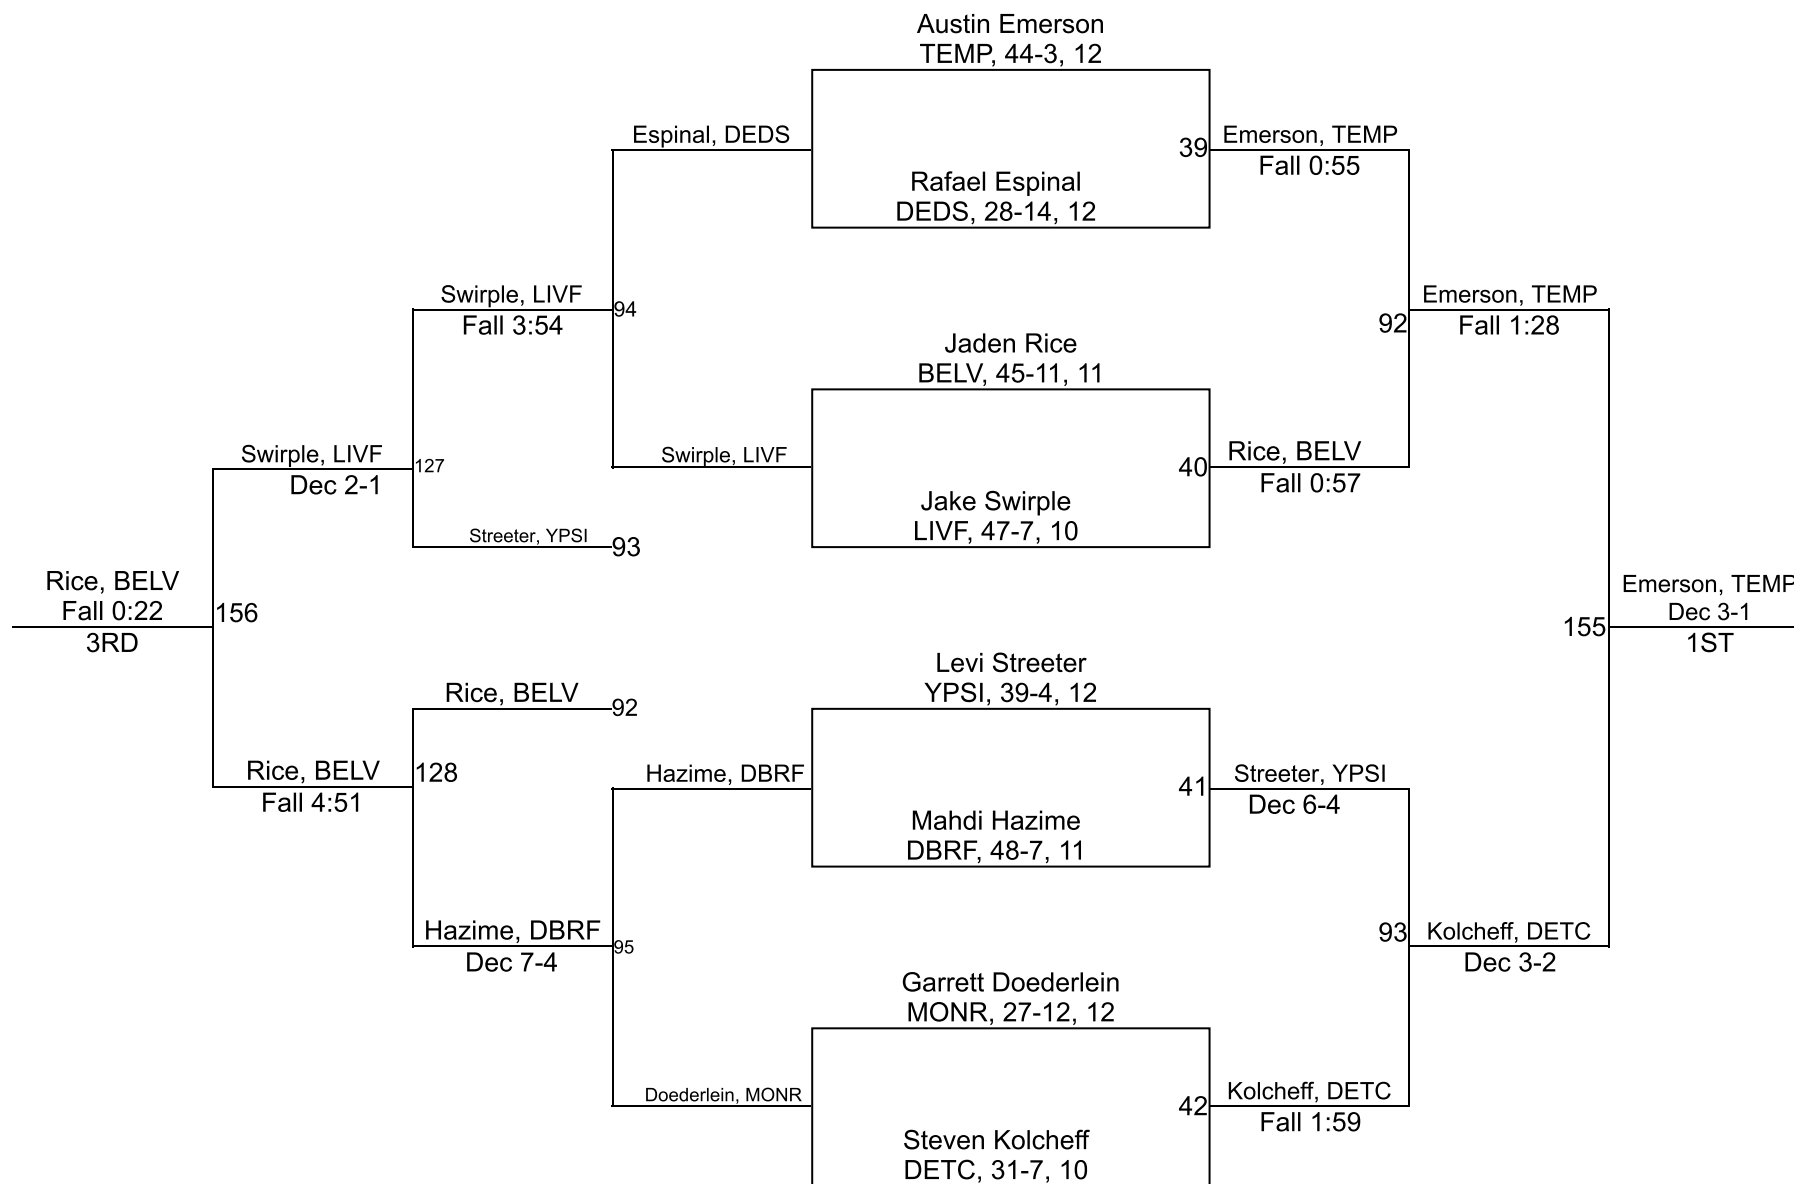 Austin Emerson
TEMP, 44-3, 12
Espinal, DEDS
39
Emerson, TEMP
Fall 0:55
Rafael Espinal
DEDS, 28-14, 12
Swirple, LIVF
Fall 3:54
94
Emerson, TEMP
92
Fall 1:28
Jaden Rice
BELV, 45-11, 11
Swirple, LIVF
Dec 2-1
127
Swirple, LIVF
40
Rice, BELV
Fall 0:57
Jake Swirple
LIVF, 47-7, 10
Streeter, YPSI
93
Rice, BELV
Fall 0:22
3RD
156
Emerson, TEMP
Dec 3-1
155
1ST
Levi Streeter
YPSI, 39-4, 12
Rice, BELV
92
Rice, BELV
Fall 4:51
128
Hazime, DBRF
41
Streeter, YPSI
Dec 6-4
Mahdi Hazime
DBRF, 48-7, 11
Hazime, DBRF
Dec 7-4
95
93
Kolcheff, DETC
Dec 3-2
Garrett Doederlein
MONR, 27-12, 12
Doederlein, MONR
42
Kolcheff, DETC
Fall 1:59
Steven Kolcheff
DETC, 31-7, 10